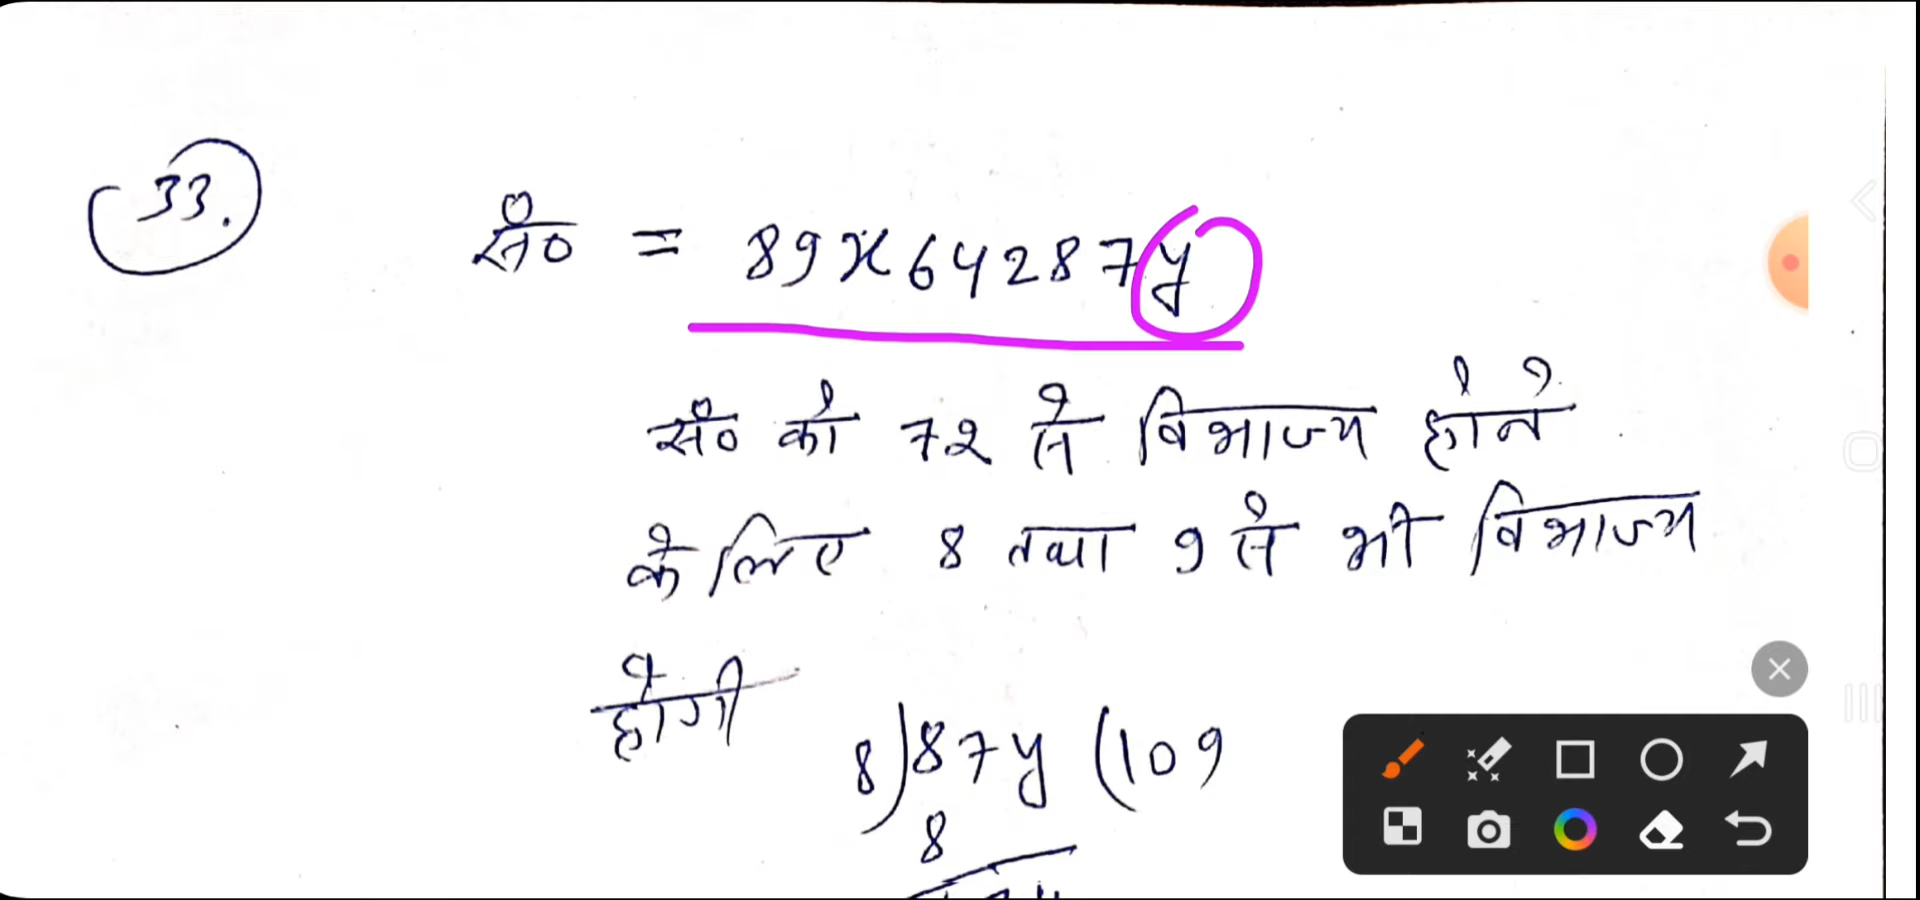 33.
सं० = 89x64287y
सं० को 72 से विभाज्य होने
के लिए 8 तथा 9 से भी विभाज्य
होगी
8)87y(109
8